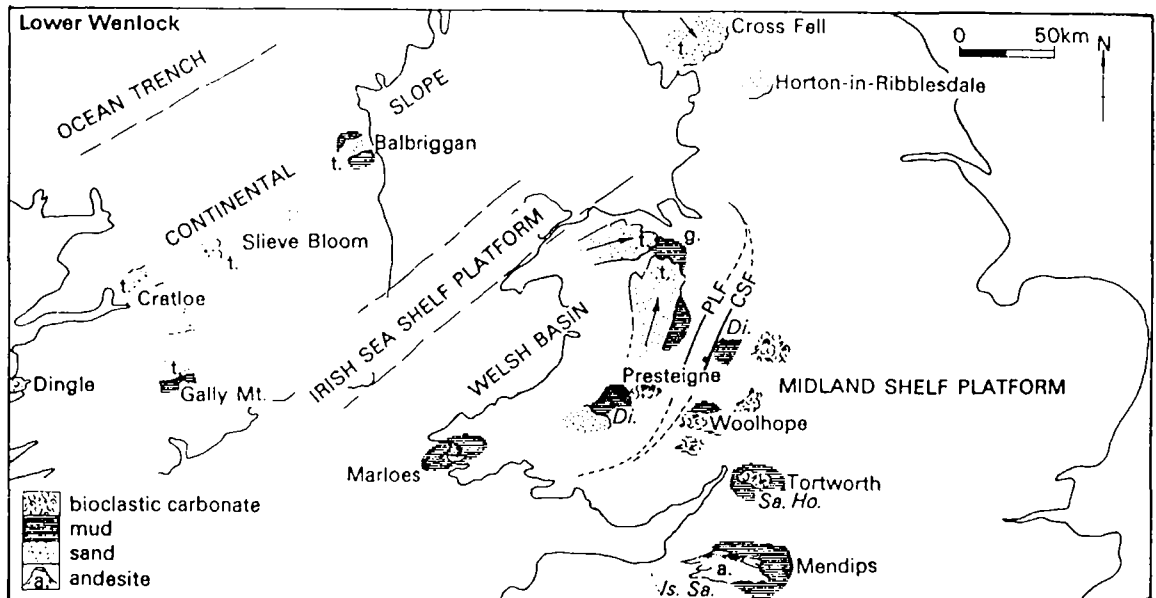 Lower Wenlock
Cross Fell
0 50km
N
t.
Horton-in-Ribblesdale
OCEAN TRENCH
SLOPE
Balbriggan
t.
CONTINENTAL
Slieve Bloom
t.
t.
Cratloe
IRISH SEA SHELF PLATFORM
t.
g.
t.
PLF
CSF
Di.
WELSH BASIN
t.
Dingle
Gally Mt.
Presteigne
MIDLAND SHELF PLATFORM
Di.
Woolhope
Marloes
Tortworth
Sa. Ho.
bioclastic carbonate
mud
sand
a. andesite
a.
Mendips
Is. Sa.